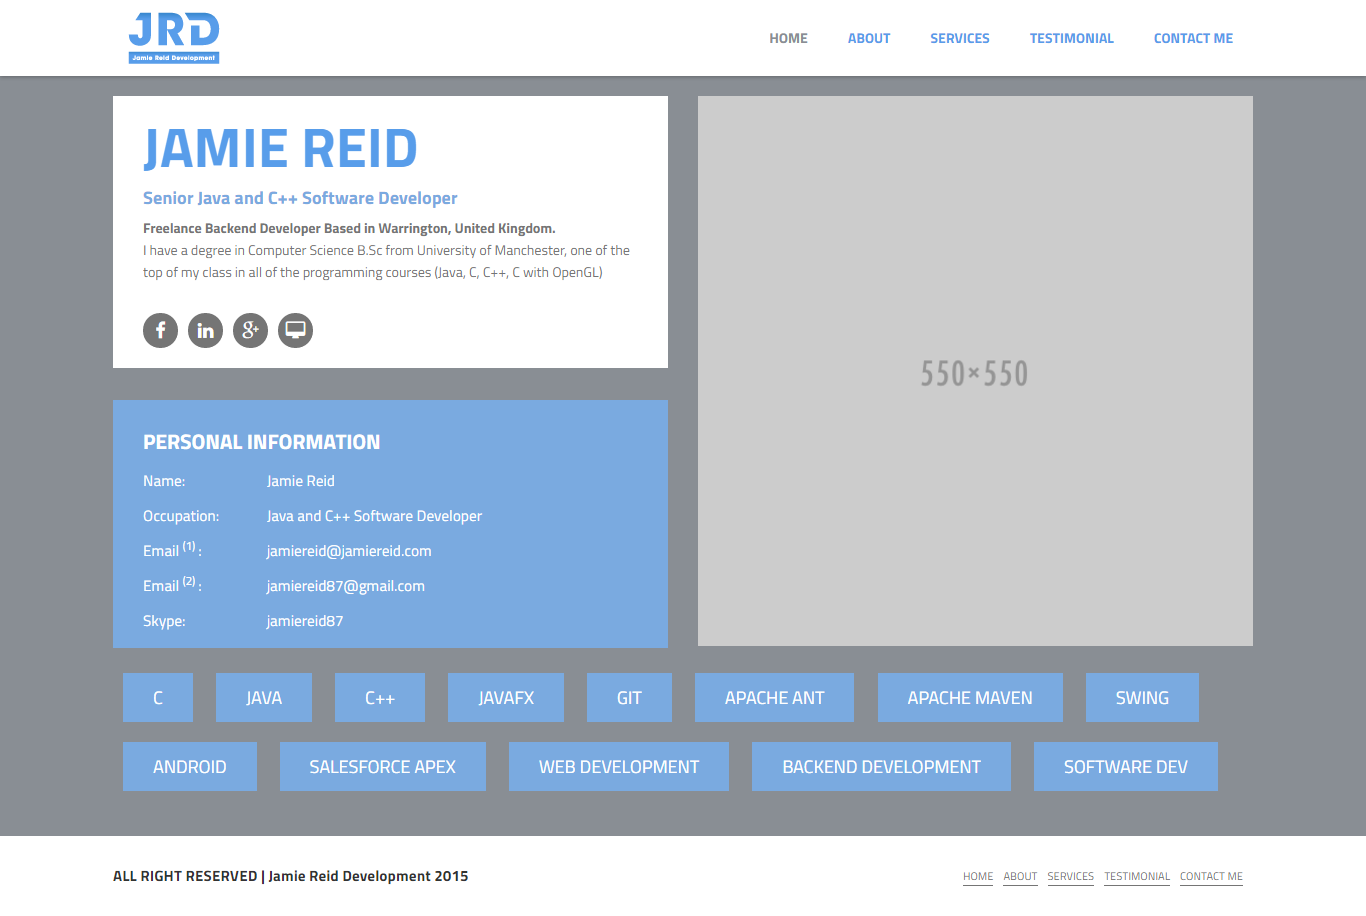 JRD
Jamie Reid Development
HOME ABOUT SERVICES TESTIMONIAL CONTACT ME
JAMIE REID
Senior Java and C++ Software Developer
Freelance Backend Developer Based in Warrington, United Kingdom.
I have a degree in Computer Science B.Sc from University of Manchester, one of the
top of my class in all of the programming courses (Java, C, C++, C with OpenGL)
f in g+
550×550
PERSONAL INFORMATION
Name: Jamie Reid
Occupation: Java and C++ Software Developer
Email (1) : jamiereid@jamiereid.com
Email (2) : jamiereid87@gmail.com
Skype: jamiereid87
C JAVA C++ JAVAFX GIT APACHE ANT APACHE MAVEN SWING
ANDROID SALESFORCE APEX WEB DEVELOPMENT BACKEND DEVELOPMENT SOFTWARE DEV
ALL RIGHT RESERVED | Jamie Reid Development 2015
HOME ABOUT SERVICES TESTIMONIAL CONTACT ME